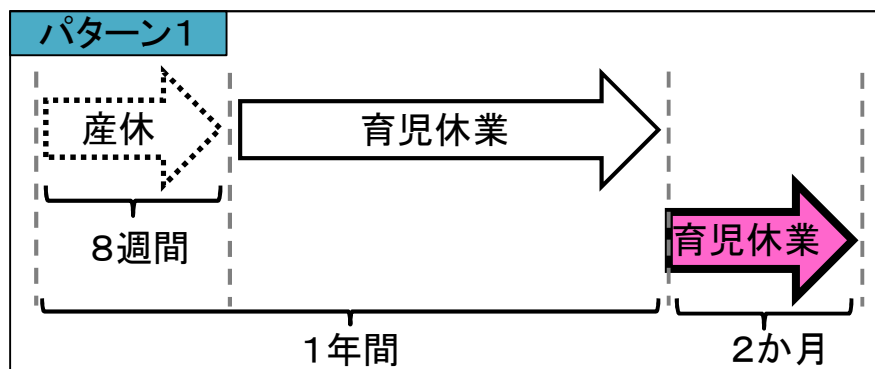 パターン1
産休
育児休業
8週間
育児休業
1年間
2か月